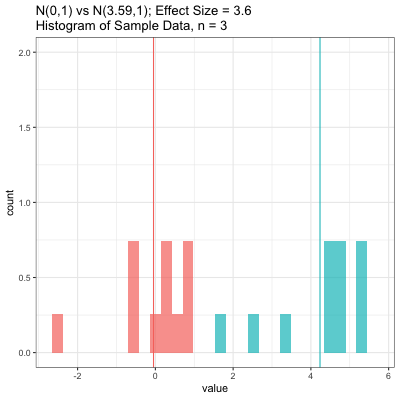 N(0,1) vs N(3.59,1); Effect Size = 3.6
Histogram of Sample Data, n = 3
2.0
1.5
1.0
0.5
0.0
count
-2 0 2 4 6
value